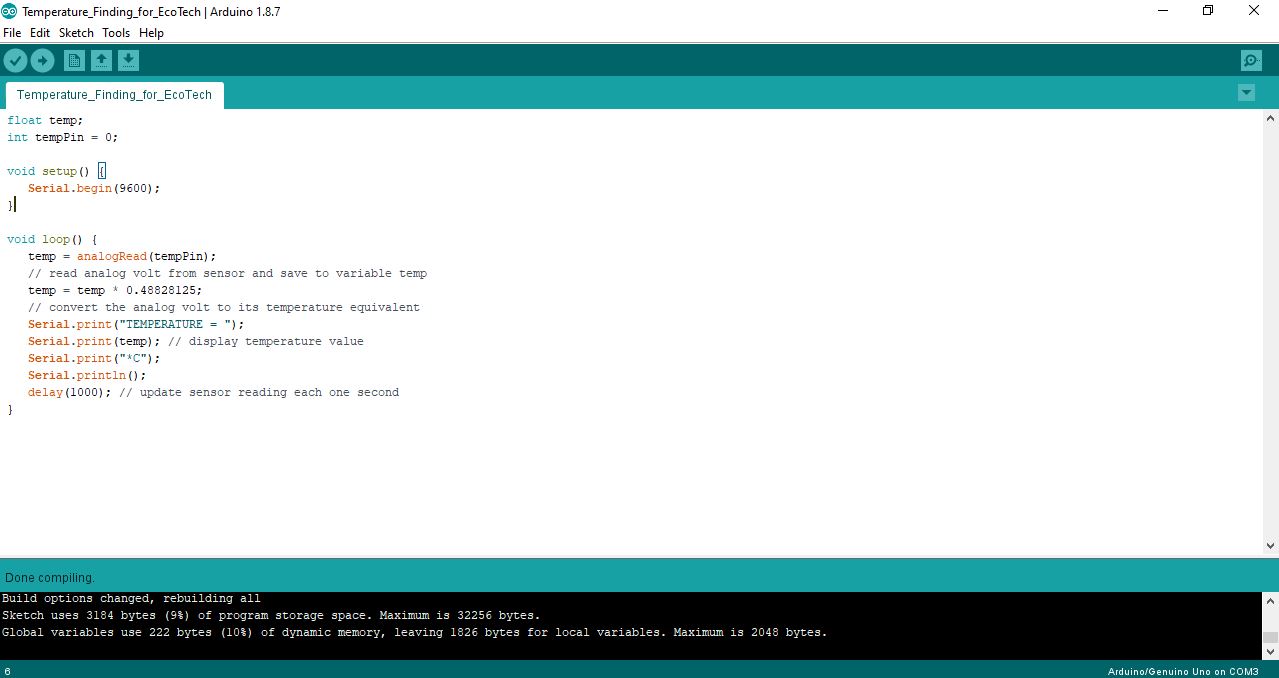 Temperature_Finding_for_EcoTech | Arduino 1.8.7
File Edit Sketch Tools Help
Temperature_Finding_for_EcoTech
float temp;
int tempPin = 0;
void setup() {
   Serial.begin(9600);
}
void loop() {
   temp = analogRead(tempPin);
   // read analog volt from sensor and save to variable temp
   temp = temp * 0.48828125;
   // convert the analog volt to its temperature equivalent
   Serial.print("TEMPERATURE = ");
   Serial.print(temp); // display temperature value
   Serial.print("*C");
   Serial.println();
   delay(1000); // update sensor reading each one second
}
Done compiling.
Build options changed, rebuilding all
Sketch uses 3184 bytes (9%) of program storage space. Maximum is 32256 bytes.
Global variables use 222 bytes (10%) of dynamic memory, leaving 1826 bytes for local variables. Maximum is 2048 bytes.
6 Arduino/Genuino Uno on COM3